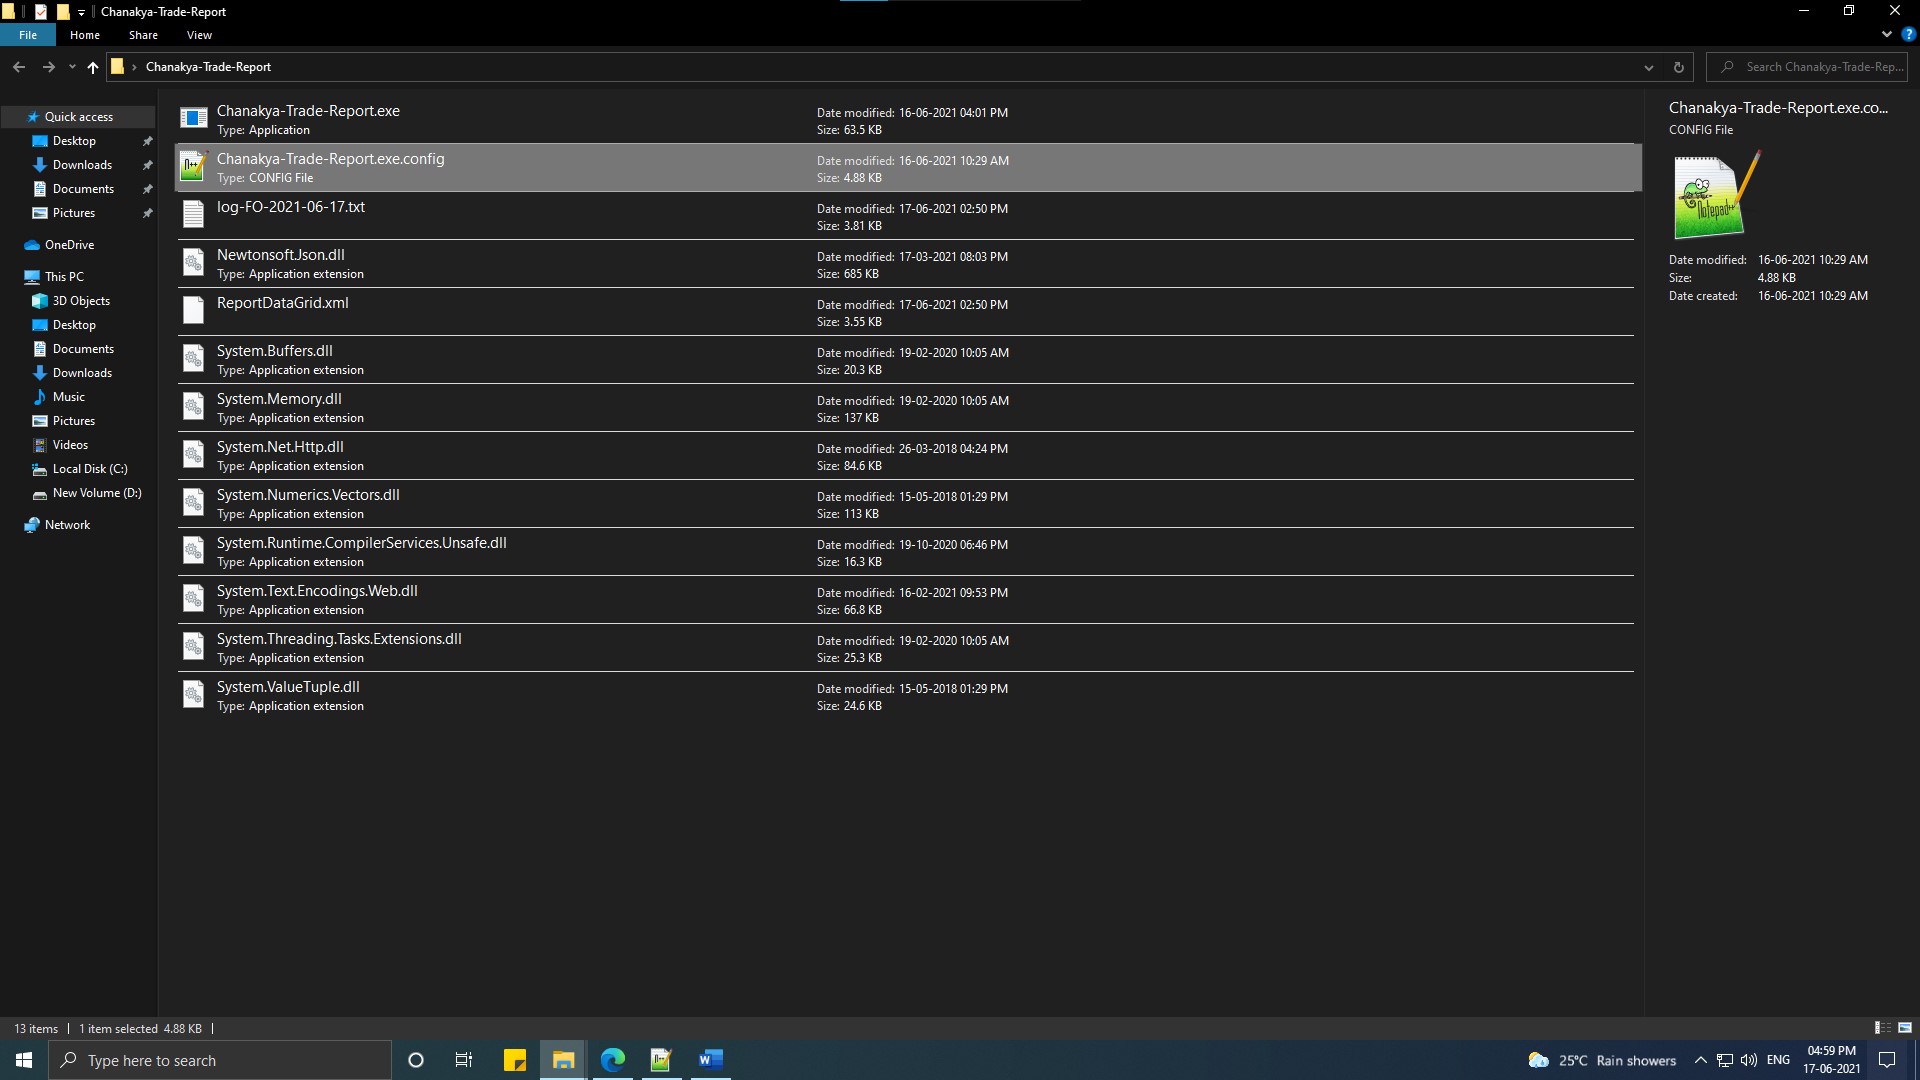 Chanakya-Trade-Report
File Home Share View
Chanakya-Trade-Report
Search Chanakya-Trade-Rep...
Quick access
Desktop
Downloads
Documents
Pictures
OneDrive
This PC
3D Objects
Desktop
Documents
Downloads
Music
Pictures
Videos
Local Disk (C:)
New Volume (D:)
Network
Chanakya-Trade-Report.exe
Type: Application
Date modified: 16-06-2021 04:01 PM
Size: 63.5 KB
Chanakya-Trade-Report.exe.config
Type: CONFIG File
Date modified: 16-06-2021 10:29 AM
Size: 4.88 KB
log-FO-2021-06-17.txt
Date modified: 17-06-2021 02:50 PM
Size: 3.81 KB
Newtonsoft.Json.dll
Type: Application extension
Date modified: 17-03-2021 08:03 PM
Size: 685 KB
ReportDataGrid.xml
Date modified: 17-06-2021 02:50 PM
Size: 3.55 KB
System.Buffers.dll
Type: Application extension
Date modified: 19-02-2020 10:05 AM
Size: 20.3 KB
System.Memory.dll
Type: Application extension
Date modified: 19-02-2020 10:05 AM
Size: 137 KB
System.Net.Http.dll
Type: Application extension
Date modified: 26-03-2018 04:24 PM
Size: 84.6 KB
System.Numerics.Vectors.dll
Type: Application extension
Date modified: 15-05-2018 01:29 PM
Size: 113 KB
System.Runtime.CompilerServices.Unsafe.dll
Type: Application extension
Date modified: 19-10-2020 06:46 PM
Size: 16.3 KB
System.Text.Encodings.Web.dll
Type: Application extension
Date modified: 16-02-2021 09:53 PM
Size: 66.8 KB
System.Threading.Tasks.Extensions.dll
Type: Application extension
Date modified: 19-02-2020 10:05 AM
Size: 25.3 KB
System.ValueTuple.dll
Type: Application extension
Date modified: 15-05-2018 01:29 PM
Size: 24.6 KB
Chanakya-Trade-Report.exe.co...
CONFIG File
Notepad++
Date modified: 16-06-2021 10:29 AM
Size: 4.88 KB
Date created: 16-06-2021 10:29 AM
13 items 1 item selected 4.88 KB
Type here to search
25°C Rain showers
ENG
04:59 PM
17-06-2021